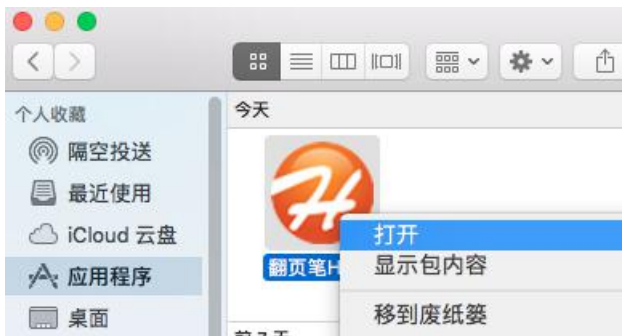 个人收藏
隔空投送
最近使用
iCloud 云盘
应用程序
桌面
今天
翻页笔H
打开
显示包内容
移到废纸篓